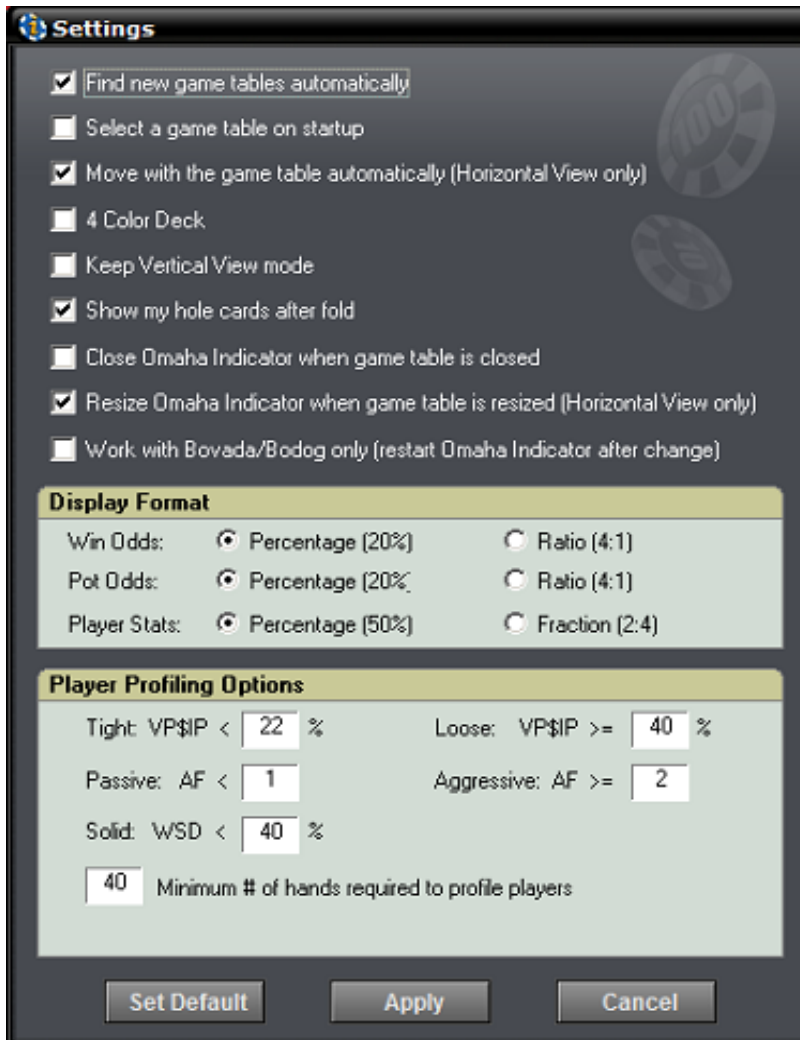 Settings
Find new game tables automatically
Select a game table on startup
Move with the game table automatically (Horizontal View only)
4 Color Deck
Keep Vertical View mode
Show my hole cards after fold
Close Omaha Indicator when game table is closed
Resize Omaha Indicator when game table is resized (Horizontal View only)
Work with Bovada/Bodog only (restart Omaha Indicator after change)
Display Format
Win Odds: Percentage (20%) Ratio (4:1)
Pot Odds: Percentage (20% Ratio (4:1)
Player Stats: Percentage (50%) Fraction (2:4)
Player Profiling Options
Tight: VP$IP < 22 % Loose: VP$IP >= 40 %
Passive: AF < 1 Aggressive: AF >= 2
Solid: WSD < 40 %
40 Minimum # of hands required to profile players
Set Default Apply Cancel
100
10